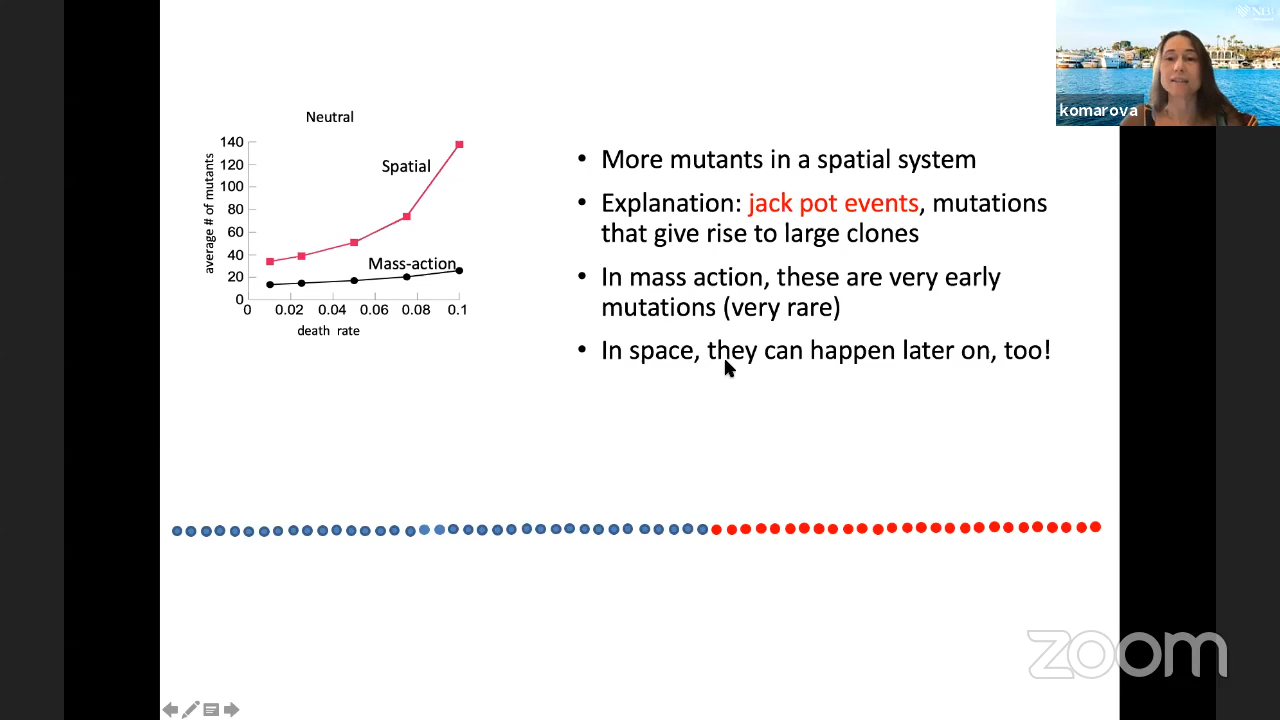 komarova
Neutral
140
120
100
80
60
40
20
0
average # of mutants
Spatial
Mass-action
0 0.02 0.04 0.06 0.08 0.1
death rate
• More mutants in a spatial system
• Explanation: jack pot events, mutations
that give rise to large clones
• In mass action, these are very early
mutations (very rare)
• In space, they can happen later on, too!
zoom